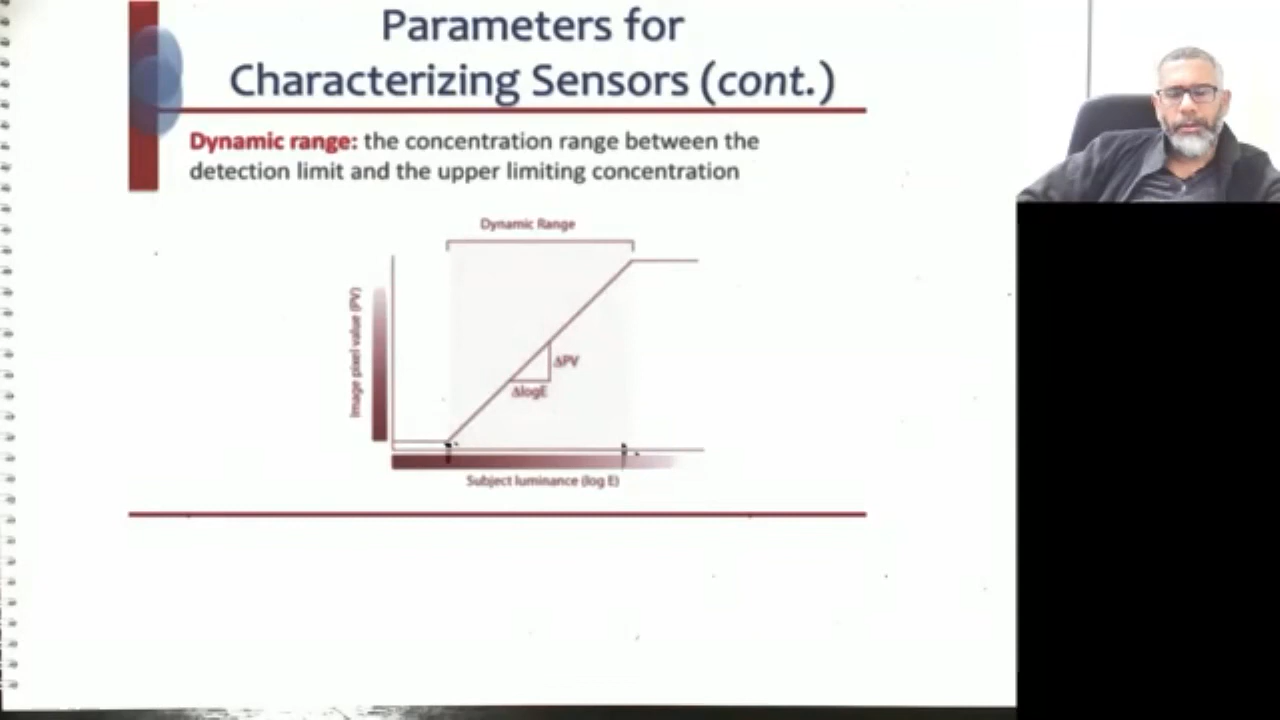 Parameters for
Characterizing Sensors (cont.)
Dynamic range: the concentration range between the
detection limit and the upper limiting concentration
Dynamic Range
Image pixel value (PV)
ΔPV
ΔlogE
Subject luminance (log E)